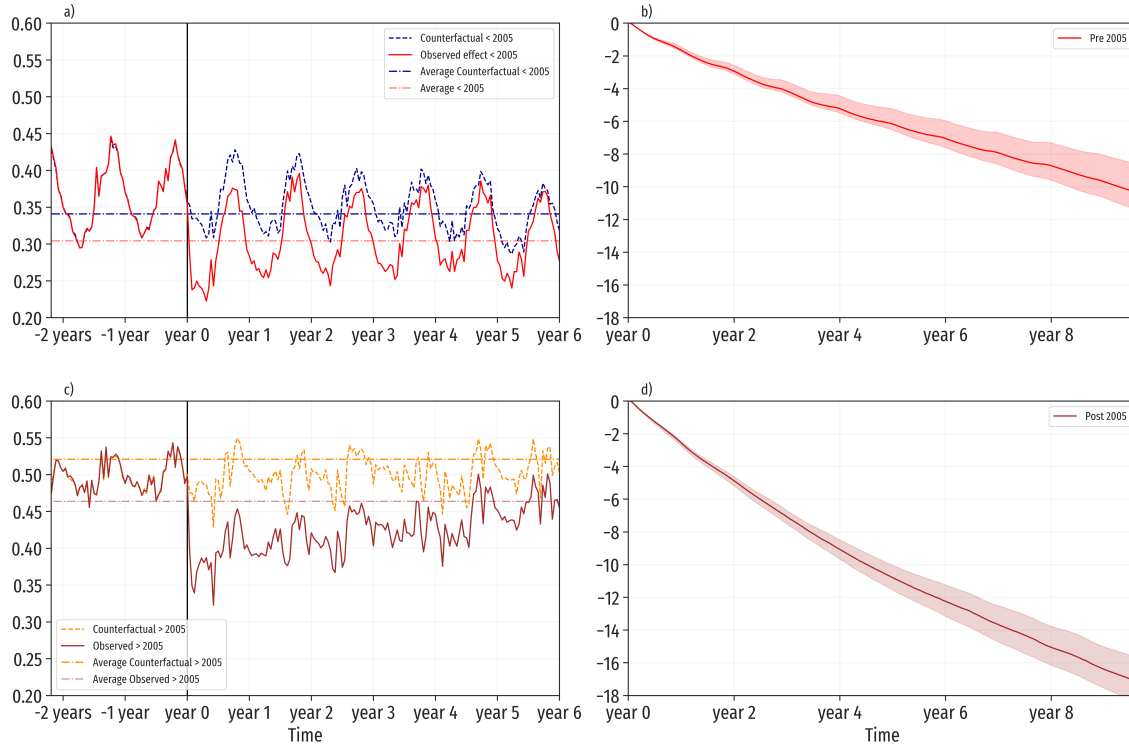 a)
0.60
0.55
0.50
0.45
0.40
0.35
0.30
0.25
0.20
Counterfactual < 2005
Observed effect < 2005
Average Counterfactual < 2005
Average < 2005
-2 years -1 year year 0 year 1 year 2 year 3 year 4 year 5 year 6
b)
0
−2
−4
−6
−8
−10
−12
−14
−16
−18
Pre 2005
year 0 year 2 year 4 year 6 year 8
c)
0.60
0.55
0.50
0.45
0.40
0.35
0.30
0.25
0.20
Counterfactual > 2005
Observed > 2005
Average Counterfactual > 2005
Average Observed > 2005
-2 years -1 year year 0 year 1 year 2 year 3 year 4 year 5 year 6
Time
d)
0
−2
−4
−6
−8
−10
−12
−14
−16
−18
Post 2005
year 0 year 2 year 4 year 6 year 8
Time